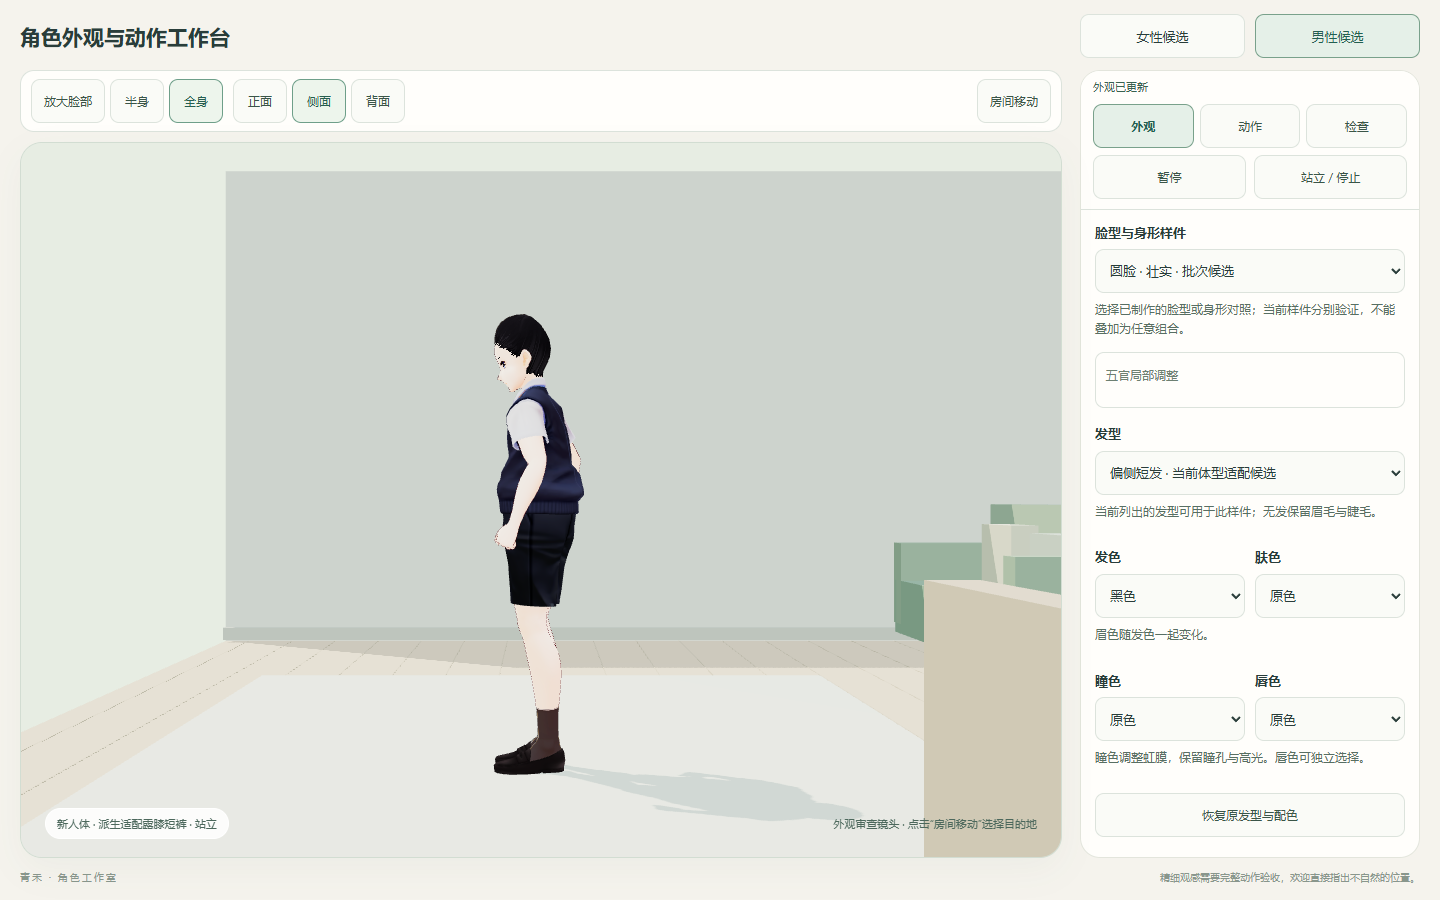 角色外观与动作工作台
女性候选
男性候选
放大脸部
半身
全身
正面
侧面
背面
房间移动
外观已更新
外观
动作
检查
暂停
站立 / 停止
脸型与身形样件
圆脸 · 壮实 · 批次候选
选择已制作的脸型或身形对照；当前样件分别验证，不能
叠加为任意组合。
五官局部调整
发型
偏侧短发 · 当前体型适配候选
当前列出的发型可用于此样件；无发保留眉毛与睫毛。
发色
肤色
黑色
原色
眉色随发色一起变化。
瞳色
唇色
原色
原色
瞳色调整虹膜，保留瞳孔与高光。唇色可独立选择。
恢复原发型与配色
新人体 · 派生适配露膝短裤 · 站立
外观审查镜头 · 点击“房间移动”选择目的地
青禾 · 角色工作室
精细观感需要完整动作验收，欢迎直接指出不自然的位置。